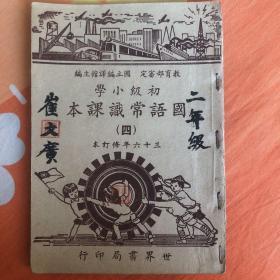 教育部審定 國立編譯館主編
初級小學
國語常識課本
(四)
三十六年修訂本
二年級
崔文廣
世界書局印行